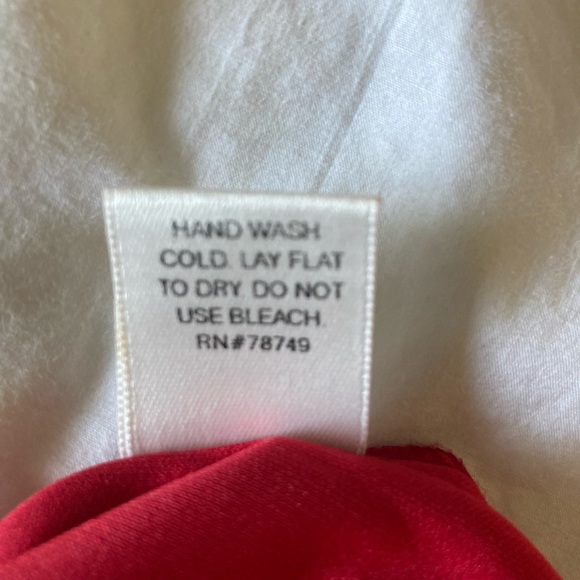 HAND WASH
COLD. LAY FLAT
TO DRY. DO NOT
USE BLEACH.
RN#78749